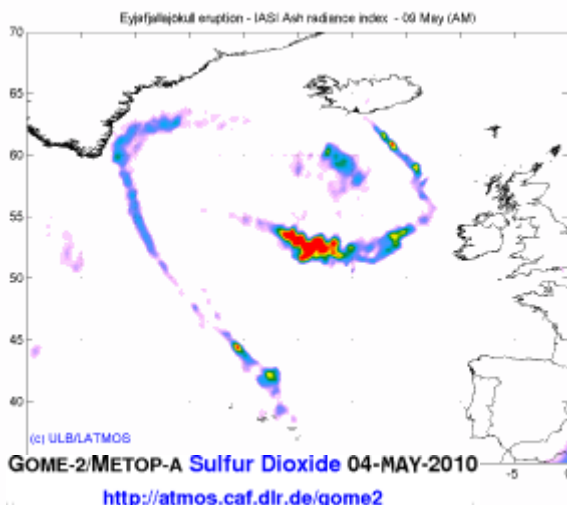 Eyjafjallajokull eruption - IASI Ash radiance index - 09 May (AM)
70
65
60
55
50
45
40
(c) ULB/LATMOS
GOME-2/METOP-A Sulfur Dioxide 04-MAY-2010
-5
0
http://atmos.caf.dlr.de/gome2